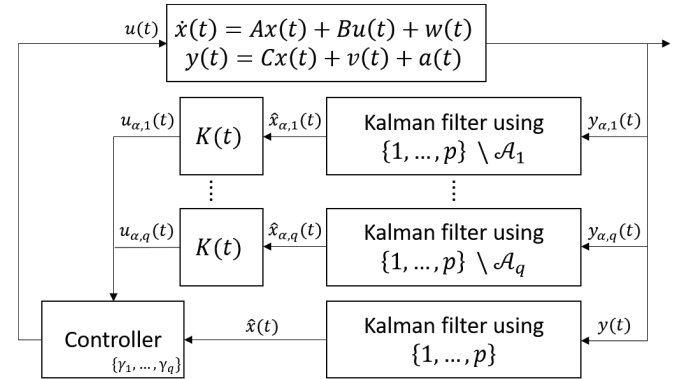 u(t)
ẋ(t) = Ax(t) + Bu(t) + w(t)
y(t) = Cx(t) + v(t) + a(t)
u_{α,1}(t)
K(t)
x̂_{α,1}(t)
Kalman filter using
{1, ..., p} \ 𝒜_1
y_{α,1}(t)
u_{α,q}(t)
K(t)
x̂_{α,q}(t)
Kalman filter using
{1, ..., p} \ 𝒜_q
y_{α,q}(t)
Controller
{γ_1, ..., γ_q}
x̂(t)
Kalman filter using
{1, ..., p}
y(t)